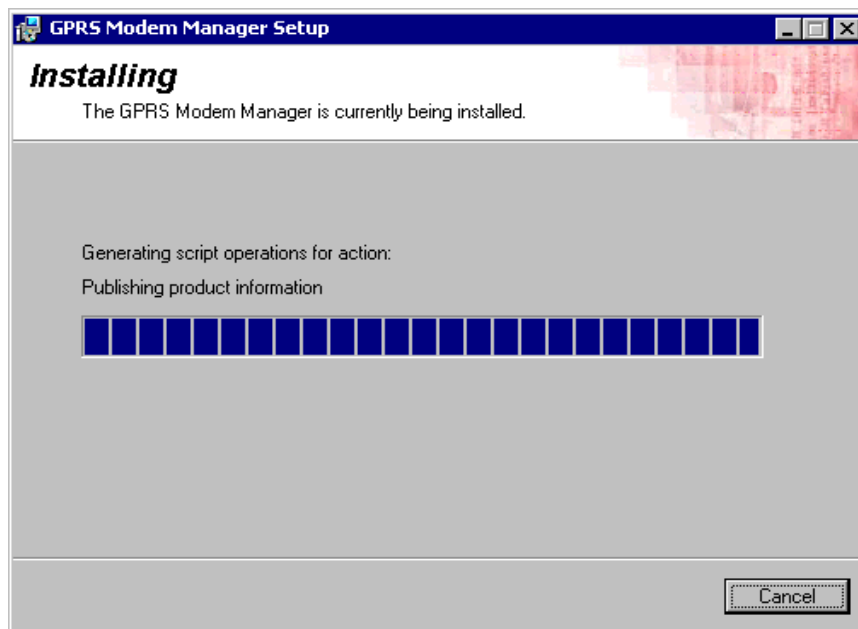 GPRS Modem Manager Setup
Installing
The GPRS Modem Manager is currently being installed.
Generating script operations for action:
Publishing product information
Cancel